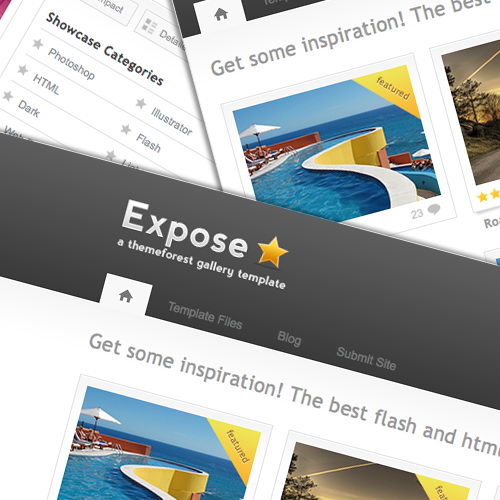 Compact
Detailed
Showcase Categories
Photoshop
HTML
Illustrator
Dark
Flash
Get some inspiration! The best
featured
23
Expose
a themeforest gallery template
Template Files
Blog
Submit Site
Get some inspiration! The best flash and html
featured
featured